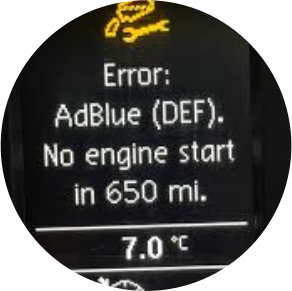 Error:
AdBlue (DEF).
No engine start
in 650 mi.
7.0 °C